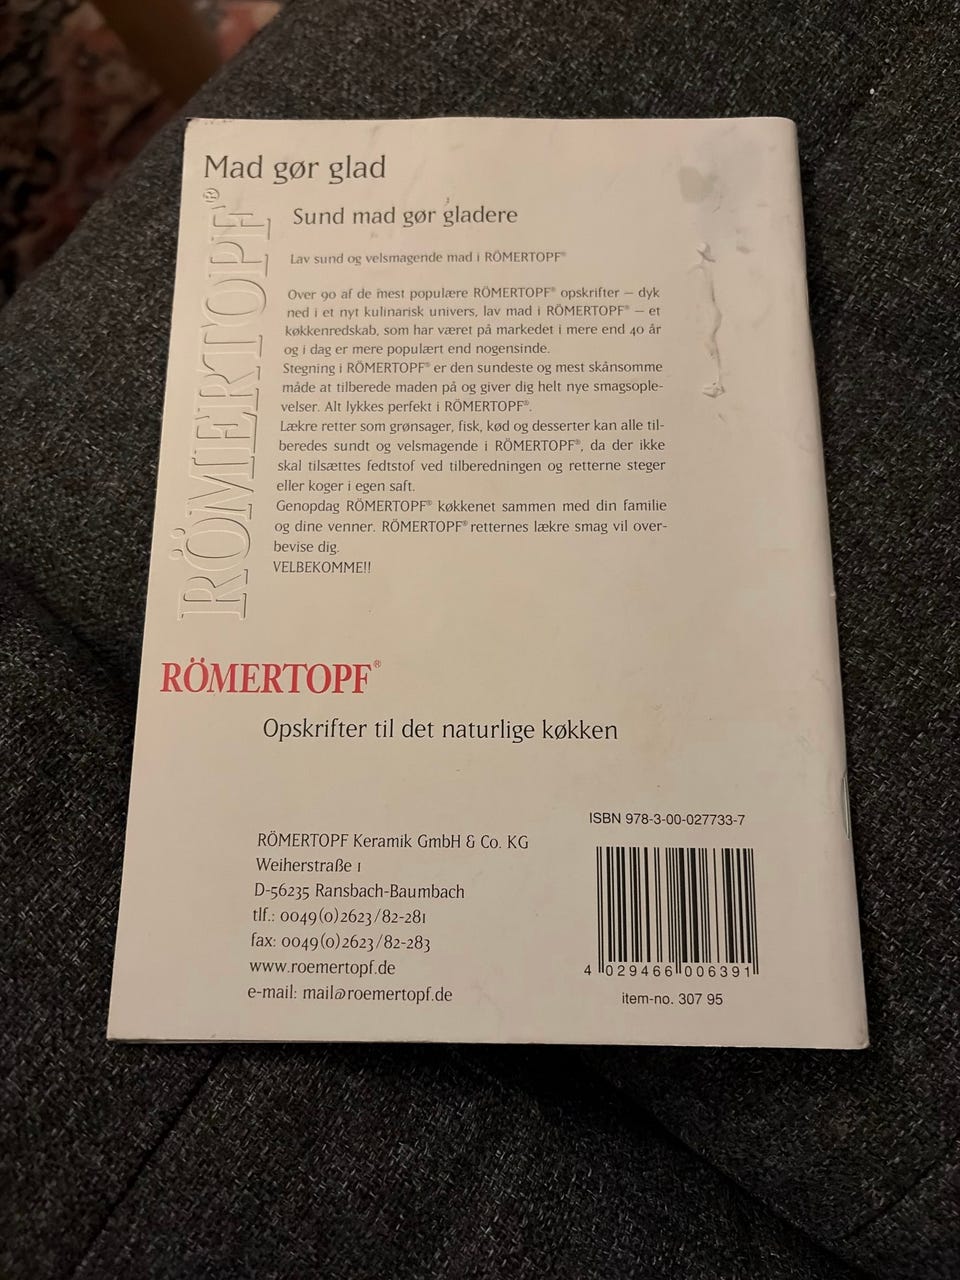 Mad gør glad
RÖMERTOPF®
Sund mad gør gladere
Lav sund og velsmagende mad i RÖMERTOPF®
Over 90 af de mest populære RÖMERTOPF® opskrifter – dyk
ned i et nyt kulinarisk univers, lav mad i RÖMERTOPF® – et
køkkenredskab, som har været på markedet i mere end 40 år
og i dag er mere populært end nogensinde.
Stegning i RÖMERTOPF® er den sundeste og mest skånsomme
måde at tilberede maden på og giver dig helt nye smagsople-
velser. Alt lykkes perfekt i RÖMERTOPF®.
Lækre retter som grønsager, fisk, kød og desserter kan alle til-
beredes sundt og velsmagende i RÖMERTOPF®, da der ikke
skal tilsættes fedtstof ved tilberedningen og retterne steger
eller koger i egen saft.
Genopdag RÖMERTOPF® køkkenet sammen med din familie
og dine venner. RÖMERTOPF® retternes lækre smag vil over-
bevise dig.
VELBEKOMME!!
RÖMERTOPF®
Opskrifter til det naturlige køkken
RÖMERTOPF Keramik GmbH & Co. KG
Weiherstraße 1
D-56235 Ransbach-Baumbach
tlf.: 0049(0)2623/82-281
fax: 0049(0)2623/82-283
www.roemertopf.de
e-mail: mail@roemertopf.de
ISBN 978-3-00-027733-7
4 029466 006391
item-no. 307 95